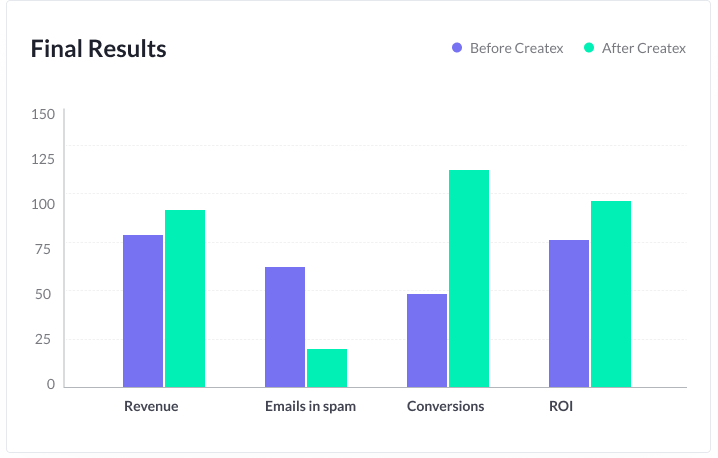 Final Results
Before Createx
After Createx
150
125
100
75
50
25
0
Revenue
Emails in spam
Conversions
ROI